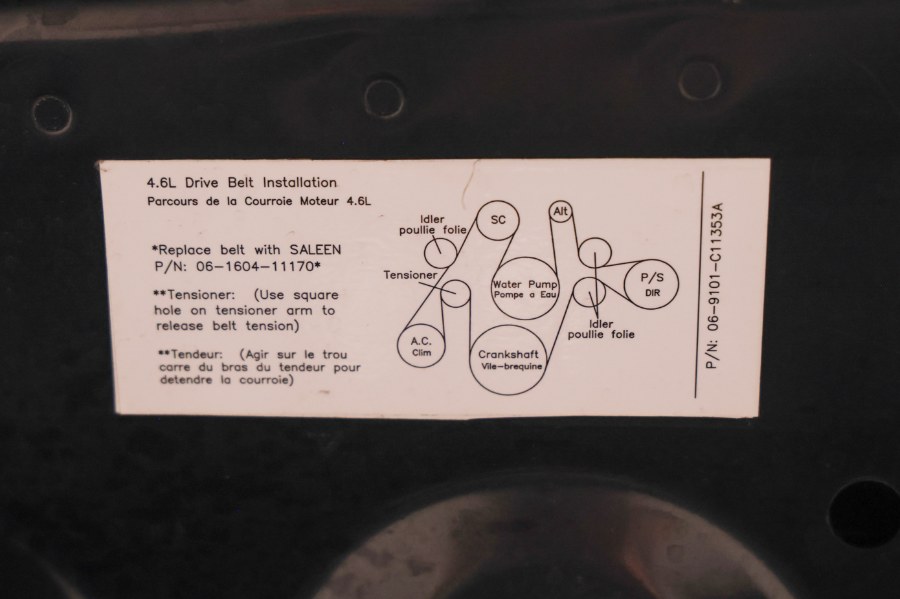 4.6L Drive Belt Installation
Parcours de la Courroie Moteur 4.6L
*Replace belt with SALEEN
P/N: 06-1604-11170*
**Tensioner: (Use square
hole on tensioner arm to
release belt tension)
**Tendeur: (Agir sur le trou
carre du bras du tendeur pour
detendre la courroie)
Idler
poullie folie
SC
Alt
Tensioner
Water Pump
Pompe a Eau
P/S
DIR
A.C.
Clim
Crankshaft
Vile-brequine
Idler
poullie folie
P/N: 06-9101-C11353A